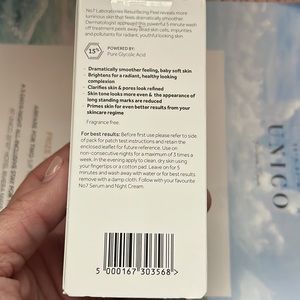 No7 Laboratories Resurfacing Peel reveals more
luminous skin that feels dramatically smoother
Dermatologist approved this powerful 5 minute wash
off treatment peels away dead skin cells, impurities
and pollutants for radiant, youthful looking skin.
15%
POWERED BY:
Pure Glycolic Acid
- Dramatically smoother feeling, baby soft skin
- Brightens for a radiant, healthy looking
complexion
- Clarifies skin & pores look refined
- Skin tone looks more even & the appearance of
long standing marks are reduced
- Primes skin for even better results from your
skincare regime
Fragrance free.
For best results: Before first use please refer to side
of pack for patch test instructions and retain the
enclosed leaflet for future reference. Use on
non-consecutive nights for a maximum of 3 times a
week. In the evening apply to clean, dry skin using
your fingertips or a cotton pad. Leave on for
5 minutes and wash away with water or for best results
remove with a damp cloth. Follow with your favourite
No7 Serum and Night Cream.
5 000167 303568 >
UNICO